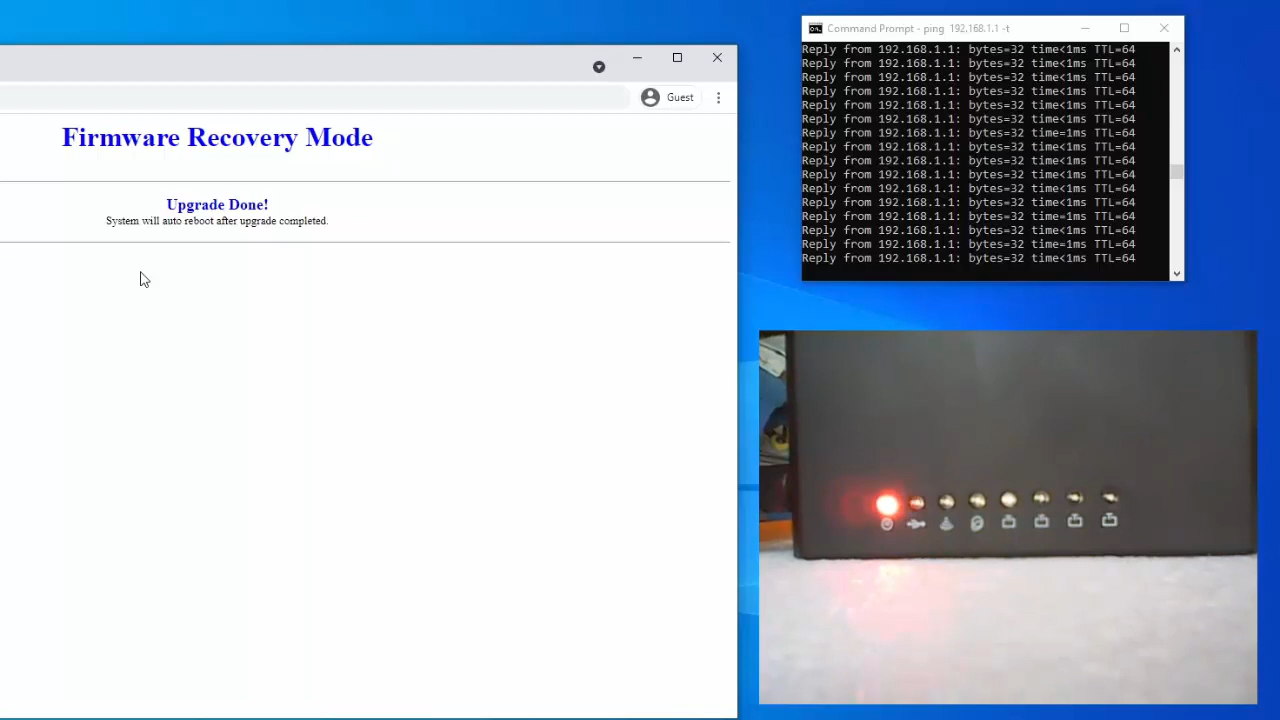 Guest
Firmware Recovery Mode
Upgrade Done!
System will auto reboot after upgrade completed.
Command Prompt - ping 192.168.1.1 -t
Reply from 192.168.1.1: bytes=32 time<1ms TTL=64
Reply from 192.168.1.1: bytes=32 time<1ms TTL=64
Reply from 192.168.1.1: bytes=32 time<1ms TTL=64
Reply from 192.168.1.1: bytes=32 time<1ms TTL=64
Reply from 192.168.1.1: bytes=32 time<1ms TTL=64
Reply from 192.168.1.1: bytes=32 time<1ms TTL=64
Reply from 192.168.1.1: bytes=32 time=1ms TTL=64
Reply from 192.168.1.1: bytes=32 time<1ms TTL=64
Reply from 192.168.1.1: bytes=32 time<1ms TTL=64
Reply from 192.168.1.1: bytes=32 time<1ms TTL=64
Reply from 192.168.1.1: bytes=32 time<1ms TTL=64
Reply from 192.168.1.1: bytes=32 time<1ms TTL=64
Reply from 192.168.1.1: bytes=32 time=1ms TTL=64
Reply from 192.168.1.1: bytes=32 time<1ms TTL=64
Reply from 192.168.1.1: bytes=32 time=1ms TTL=64
Reply from 192.168.1.1: bytes=32 time<1ms TTL=64